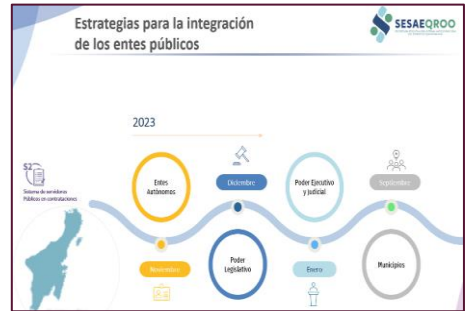 Estrategias para la integración
de los entes públicos
SESAEQROO
2023
S2
Sistema de servidores
Públicos en contrataciones
Entes
Autónomos
Diciembre
Poder Ejecutivo
y Judicial
Septiembre
Noviembre
Poder
Legislativo
Enero
Municipios